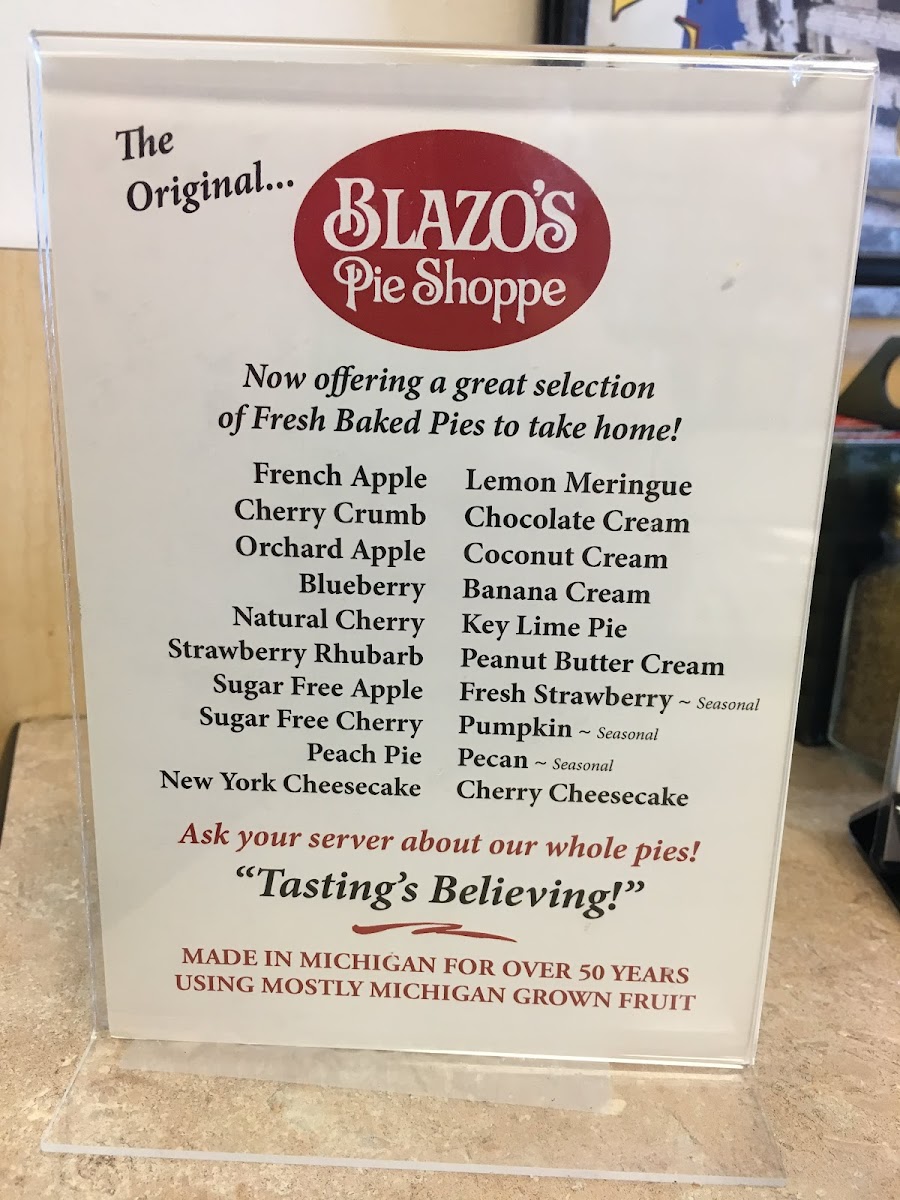 The
Original...
BLAZO'S
Pie Shoppe
Now offering a great selection
of Fresh Baked Pies to take home!
French Apple
Cherry Crumb
Orchard Apple
Blueberry
Natural Cherry
Strawberry Rhubarb
Sugar Free Apple
Sugar Free Cherry
Peach Pie
New York Cheesecake
Lemon Meringue
Chocolate Cream
Coconut Cream
Banana Cream
Key Lime Pie
Peanut Butter Cream
Fresh Strawberry ~ Seasonal
Pumpkin ~ Seasonal
Pecan ~ Seasonal
Cherry Cheesecake
Ask your server about our whole pies!
“Tasting’s Believing!”
MADE IN MICHIGAN FOR OVER 50 YEARS
USING MOSTLY MICHIGAN GROWN FRUIT